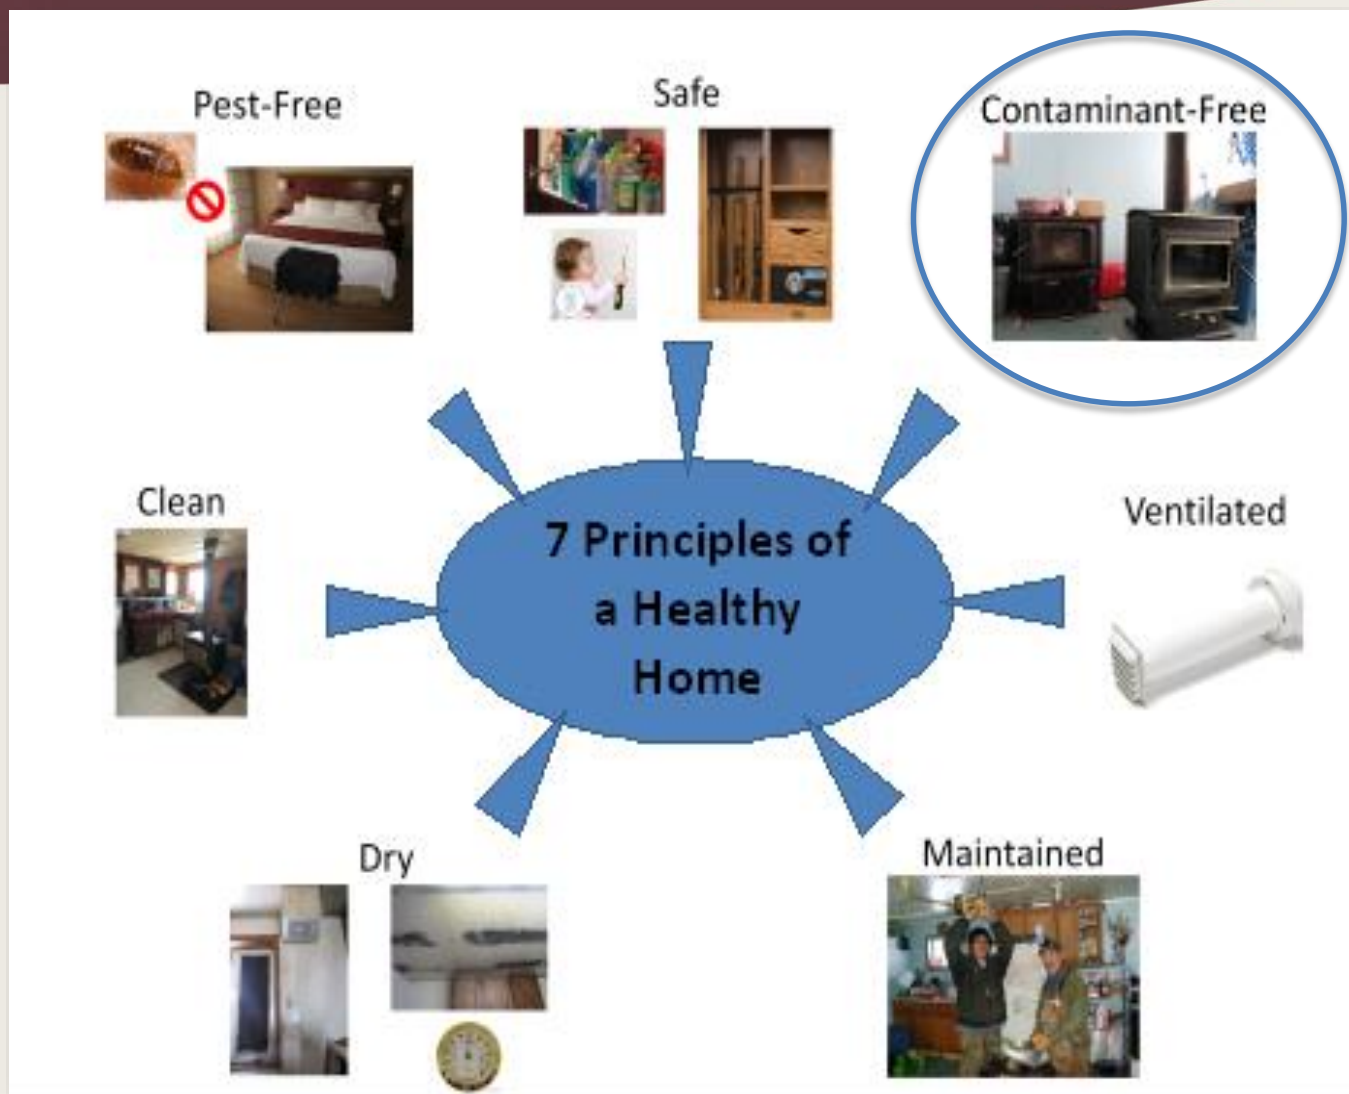 Pest-Free
Safe
Contaminant-Free
Clean
7 Principles of
a Healthy
Home
Ventilated
Dry
Maintained